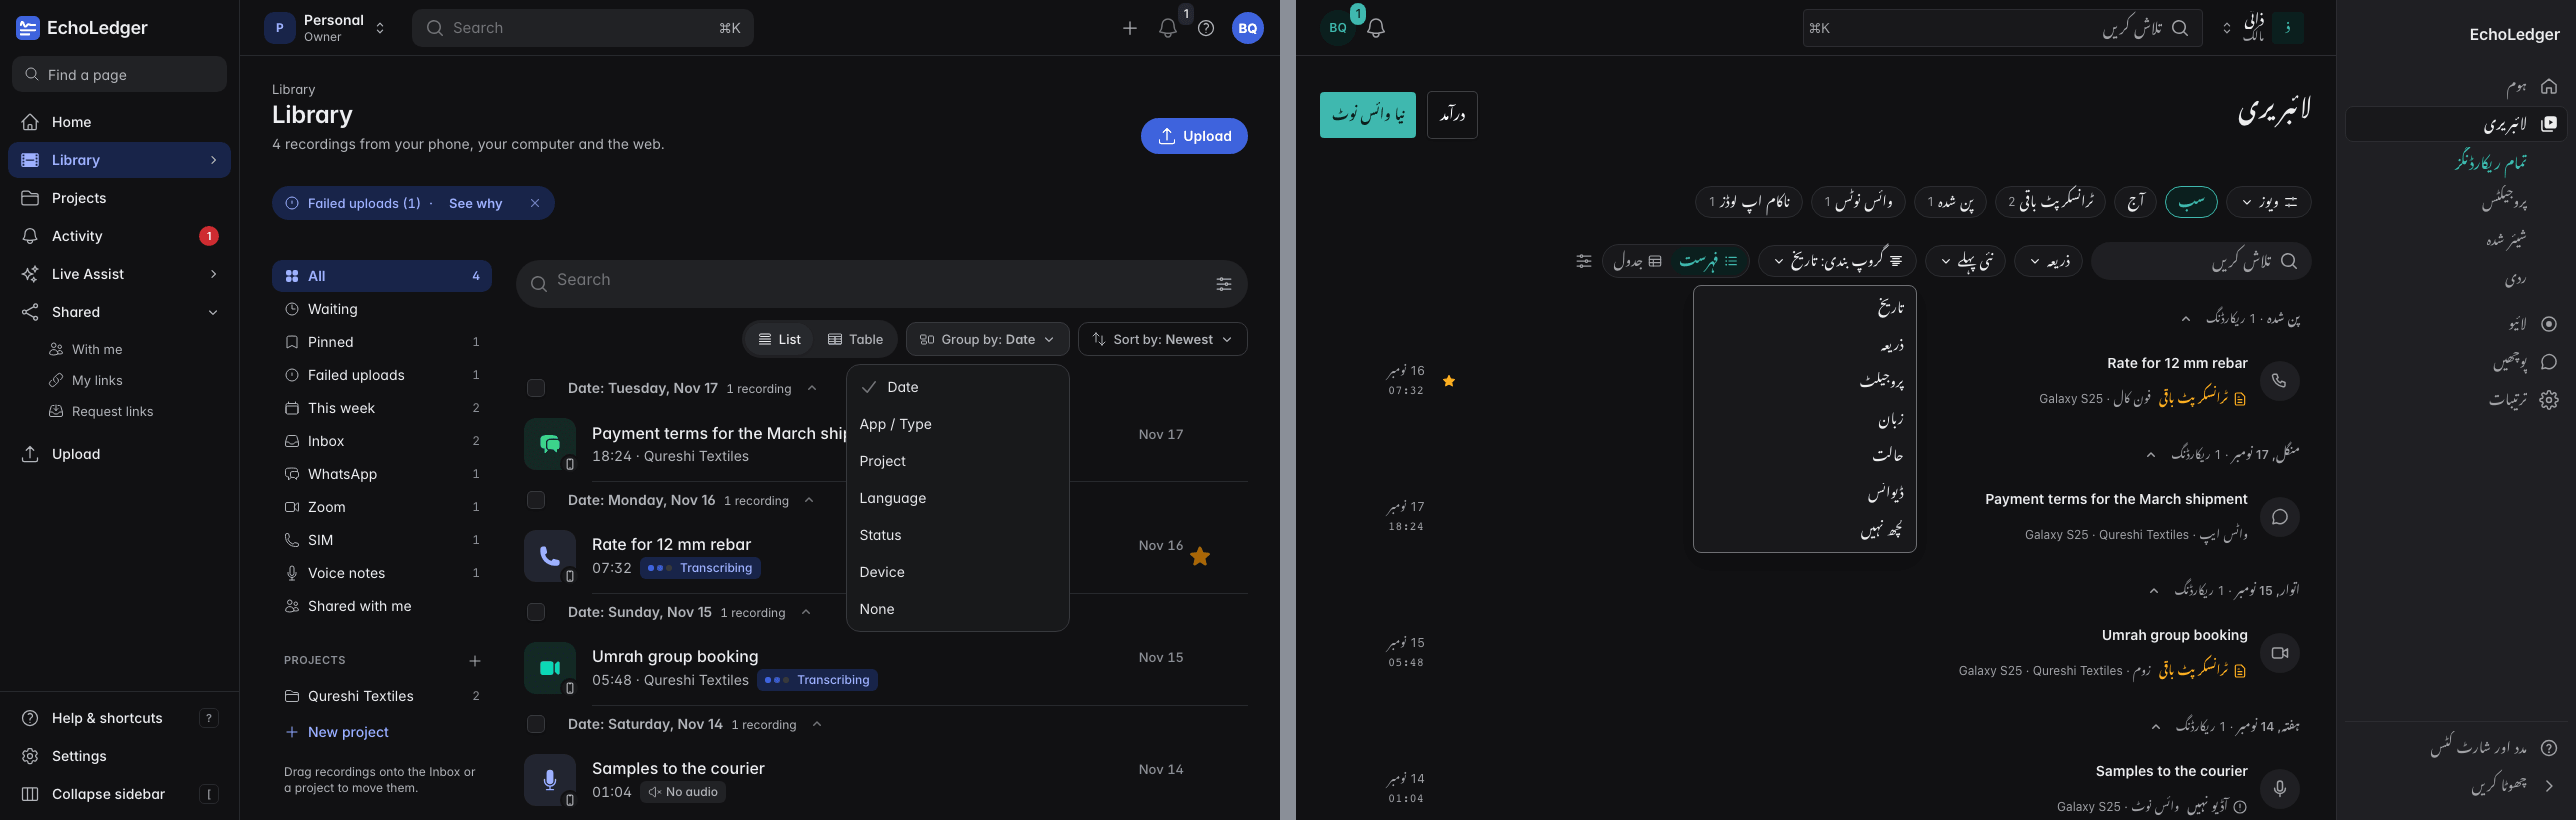 EchoLedger
Find a page
Home
Library
Projects
Activity 1
Live Assist
Shared
With me
My links
Request links
Upload
Help & shortcuts ?
Settings
Collapse sidebar [
P Personal
Owner
Search ⌘K
1
BQ
Library
Library
4 recordings from your phone, your computer and the web.
Upload
Failed uploads (1) · See why
All 4
Waiting
Pinned 1
Failed uploads 1
This week 2
Inbox 2
WhatsApp 1
Zoom 1
SIM 1
Voice notes 1
Shared with me
PROJECTS
Qureshi Textiles 2
New project
Drag recordings onto the Inbox or
a project to move them.
Search
List Table Group by: Date Sort by: Newest
Date: Tuesday, Nov 17 1 recording
Payment terms for the March ship
18:24 · Qureshi Textiles
Nov 17
Date: Monday, Nov 16 1 recording
Rate for 12 mm rebar
07:32 Transcribing
Nov 16
Date: Sunday, Nov 15 1 recording
Umrah group booking
05:48 · Qureshi Textiles Transcribing
Nov 15
Date: Saturday, Nov 14 1 recording
Samples to the courier
01:04 No audio
Nov 14
Date
App / Type
Project
Language
Status
Device
None
EchoLedger
ہوم
لائبریری
تمام ریکارڈنگز
پروجیکٹس
شیئر شدہ
ردی
لائیو
پوچھیں
ترتیبات
مدد اور شارٹ کٹس
چھوٹا کریں
ذ ذاتی
مالک
تلاش کریں ⌘K
1
BQ
لائبریری
درآمد
نیا وائس نوٹ
ویوز
سب
آج
ٹرانسکرپٹ باقی 2
پن شدہ 1
وائس نوٹس 1
ناکام اپ لوڈز 1
تلاش کریں
ذریعہ
نئی پہلے
گروپ بندی: تاریخ
فہرست
جدول
تاریخ
ذریعہ
پروجیکٹ
زبان
حالت
ڈیوائس
کچھ نہیں
پن شدہ · 1 ریکارڈنگ
Rate for 12 mm rebar
ٹرانسکرپٹ باقی فون کال · Galaxy S25
16 نومبر
07:32
منگل, 17 نومبر · 1 ریکارڈنگ
Payment terms for the March shipment
واٹس ایپ · Galaxy S25 · Qureshi Textiles
17 نومبر
18:24
اتوار, 15 نومبر · 1 ریکارڈنگ
Umrah group booking
ٹرانسکرپٹ باقی زوم · Galaxy S25 · Qureshi Textiles
15 نومبر
05:48
ہفتہ, 14 نومبر · 1 ریکارڈنگ
Samples to the courier
آڈیو نہیں وائس نوٹ · Galaxy S25
14 نومبر
01:04